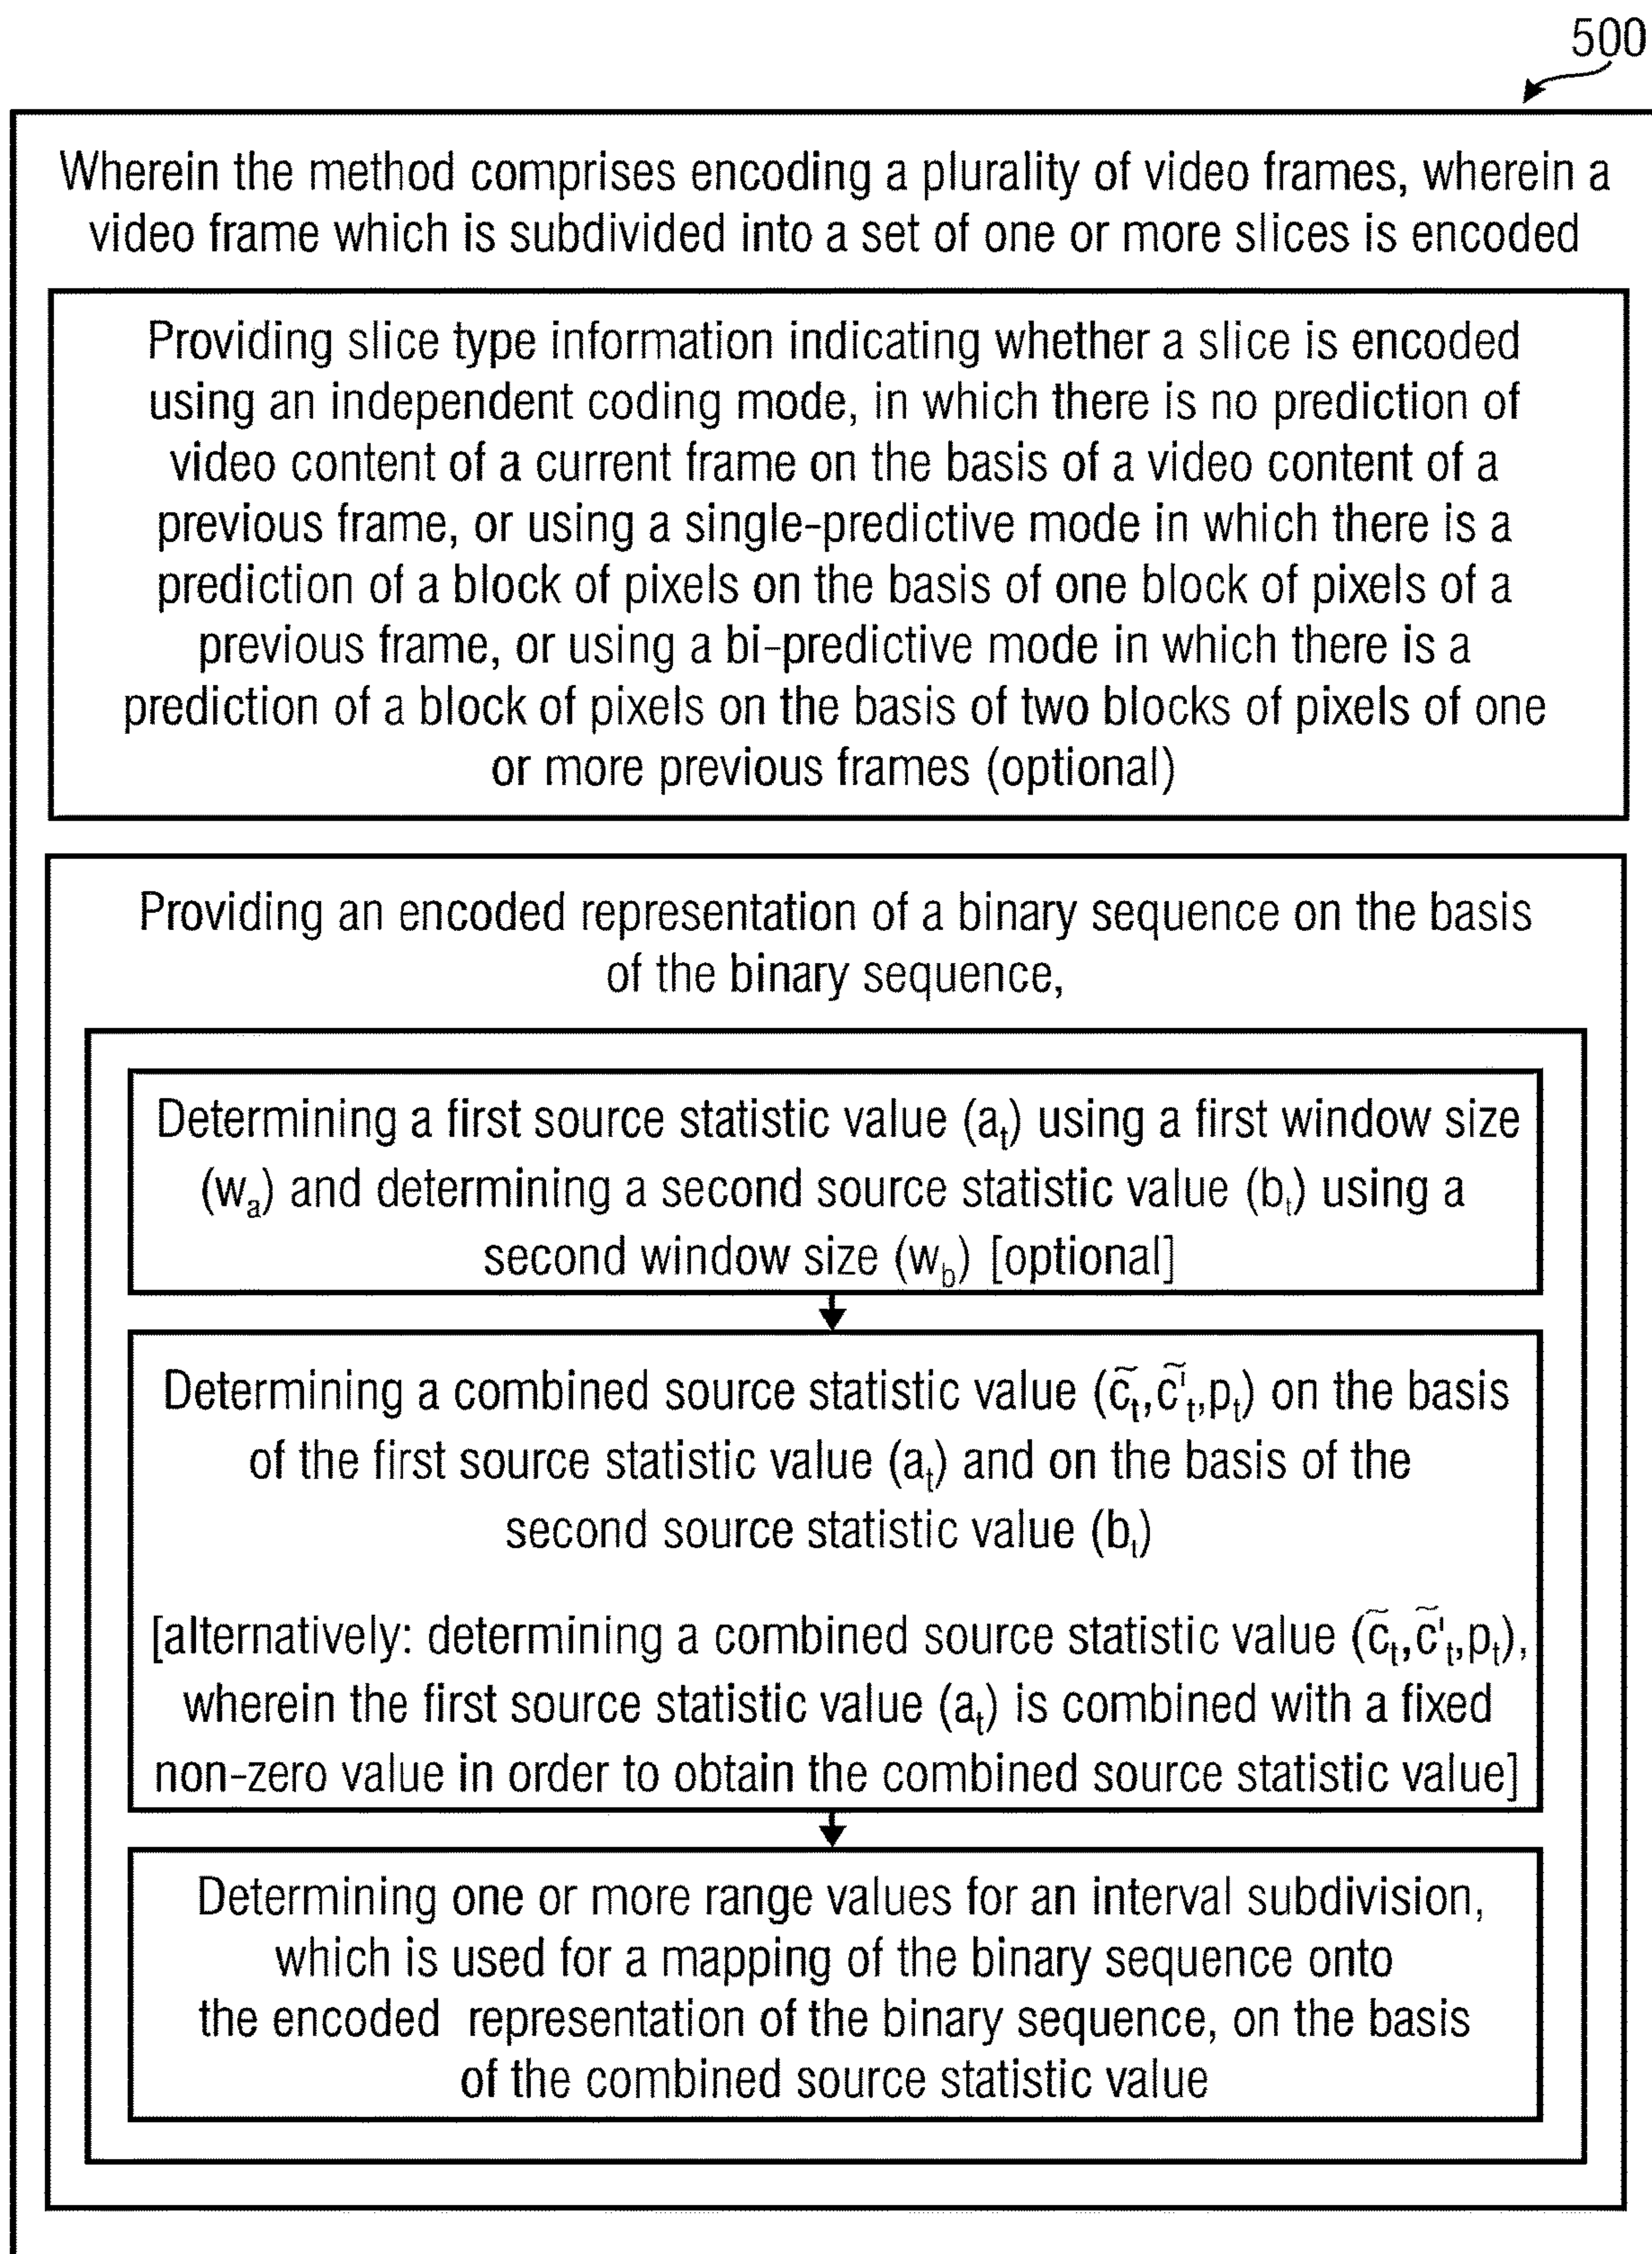 500
Wherein the method comprises encoding a plurality of video frames, wherein a
video frame which is subdivided into a set of one or more slices is encoded
Providing slice type information indicating whether a slice is encoded
using an independent coding mode, in which there is no prediction of
video content of a current frame on the basis of a video content of a
previous frame, or using a single-predictive mode in which there is a
prediction of a block of pixels on the basis of one block of pixels of a
previous frame, or using a bi-predictive mode in which there is a
prediction of a block of pixels on the basis of two blocks of pixels of one
or more previous frames (optional)
Providing an encoded representation of a binary sequence on the basis
of the binary sequence,
Determining a first source statistic value (aₜ) using a first window size
(wₐ) and determining a second source statistic value (bₜ) using a
second window size (w_b) [optional]
Determining a combined source statistic value (c̃ₜ,c̃'ₜ,pₜ) on the basis
of the first source statistic value (aₜ) and on the basis of the
second source statistic value (bₜ)
[alternatively: determining a combined source statistic value (c̃ₜ,c̃'ₜ,pₜ),
wherein the first source statistic value (aₜ) is combined with a fixed
non-zero value in order to obtain the combined source statistic value]
Determining one or more range values for an interval subdivision,
which is used for a mapping of the binary sequence onto
the encoded representation of the binary sequence, on the basis
of the combined source statistic value